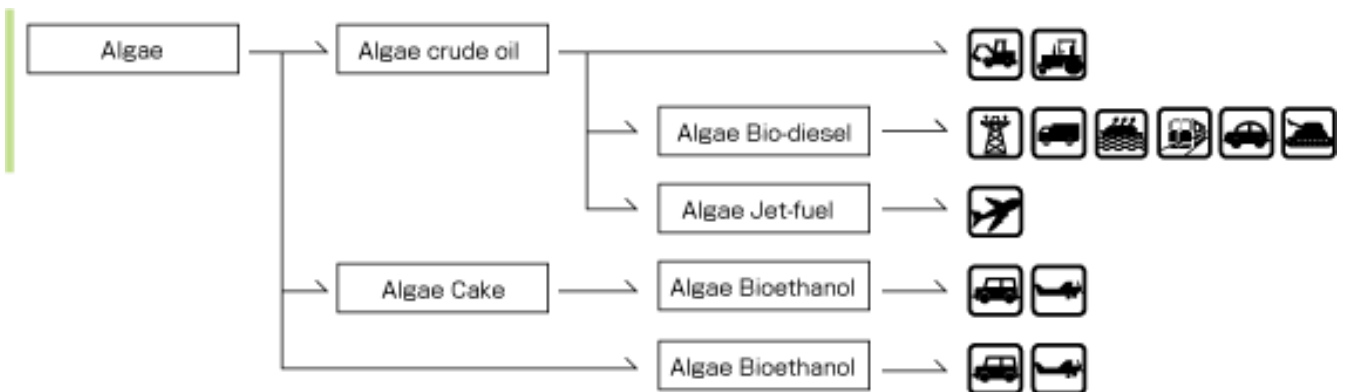 Algae
Algae crude oil
Algae Bio-diesel
Algae Jet-fuel
Algae Cake
Algae Bioethanol
Algae Bioethanol